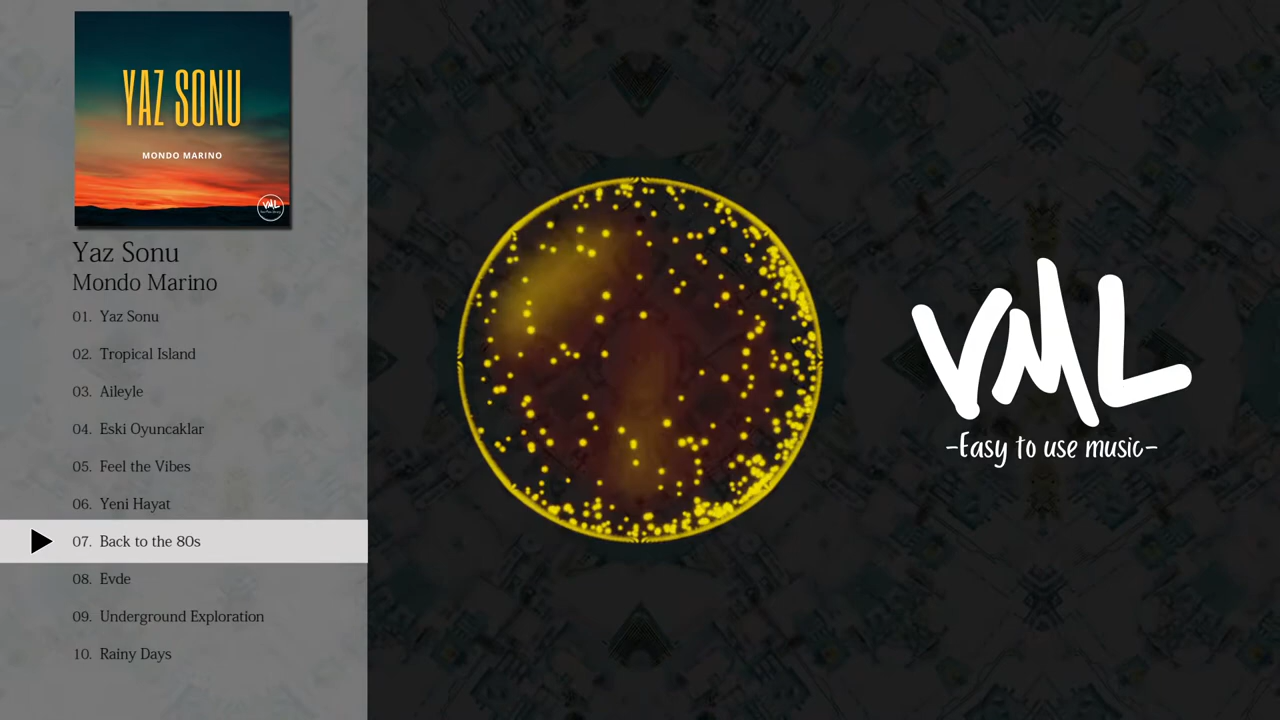 YAZ SONU
MONDO MARINO
VML
Yaz Sonu
Mondo Marino
01. Yaz Sonu
02. Tropical Island
03. Aileyle
04. Eski Oyuncaklar
05. Feel the Vibes
06. Yeni Hayat
07. Back to the 80s
08. Evde
09. Underground Exploration
10. Rainy Days
VML
-Easy to use music-